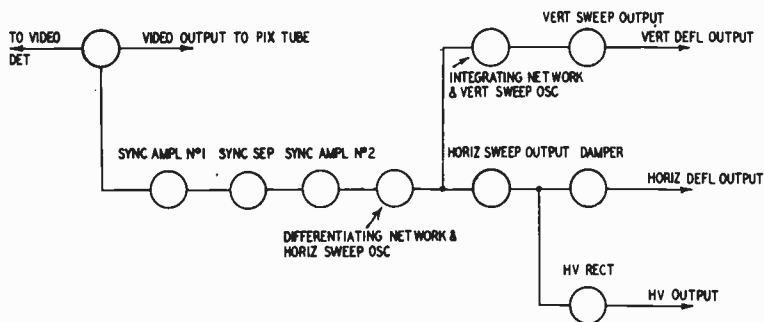 VERT SWEEP OUTPUT
TO VIDEO
DET
VIDEO OUTPUT TO PIX TUBE
VERT DEFL OUTPUT
INTEGRATING NETWORK
& VERT SWEEP OSC
SYNC AMPL Nº1
SYNC SEP
SYNC AMPL Nº2
HORIZ SWEEP OUTPUT
DAMPER
HORIZ DEFL OUTPUT
DIFFERENTIATING NETWORK &
HORIZ SWEEP OSC
HV RECT
HV OUTPUT